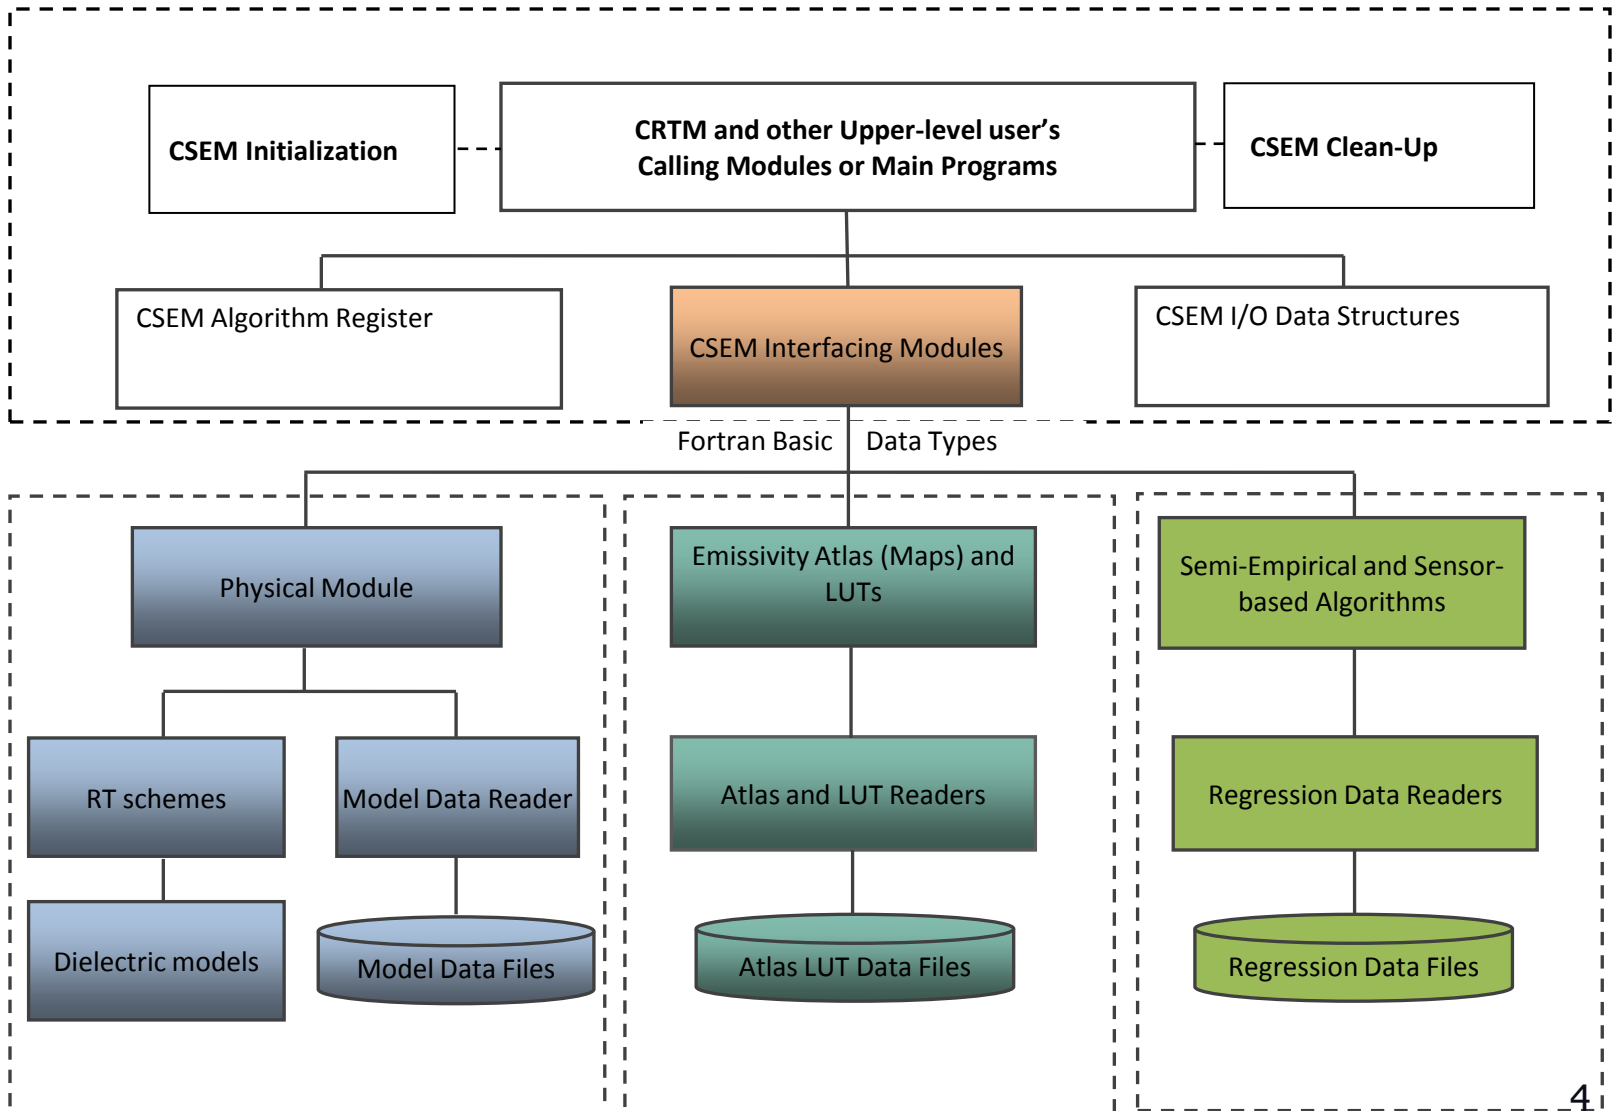 CSEM Initialization
CRTM and other Upper-level user’s
Calling Modules or Main Programs
CSEM Clean-Up
CSEM Algorithm Register
CSEM Interfacing Modules
CSEM I/O Data Structures
Fortran Basic Data Types
Physical Module
Emissivity Atlas (Maps) and
LUTs
Semi-Empirical and Sensor-
based Algorithms
RT schemes
Model Data Reader
Atlas and LUT Readers
Regression Data Readers
Dielectric models
Model Data Files
Atlas LUT Data Files
Regression Data Files
4